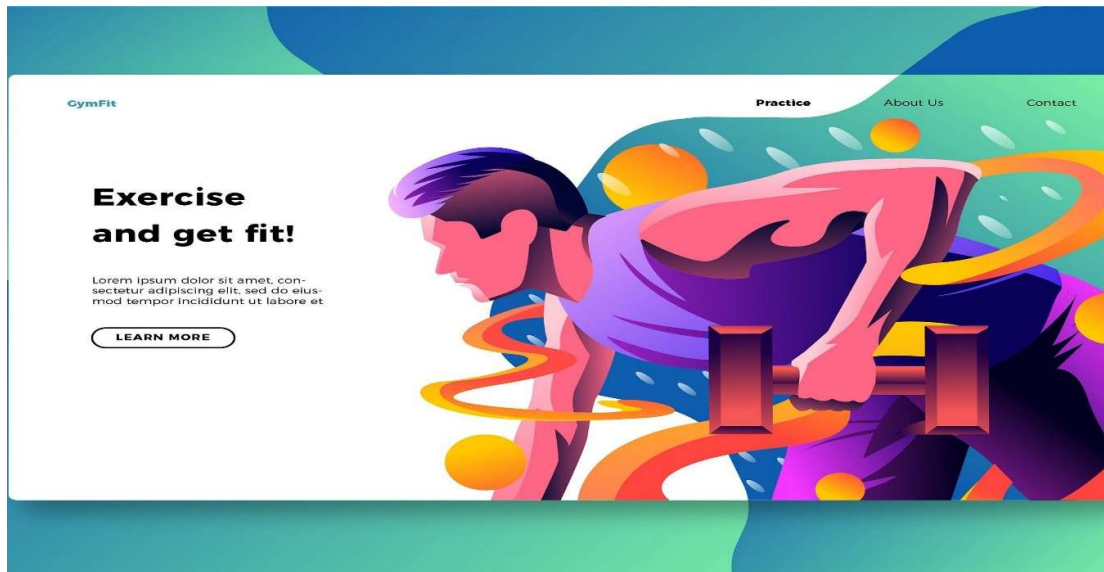 GymFit
Practice
About Us
Contact
Exercise
and get fit!
Lorem ipsum dolor sit amet, con-
sectetur adipiscing elit, sed do eius-
mod tempor incididunt ut labore et
LEARN MORE